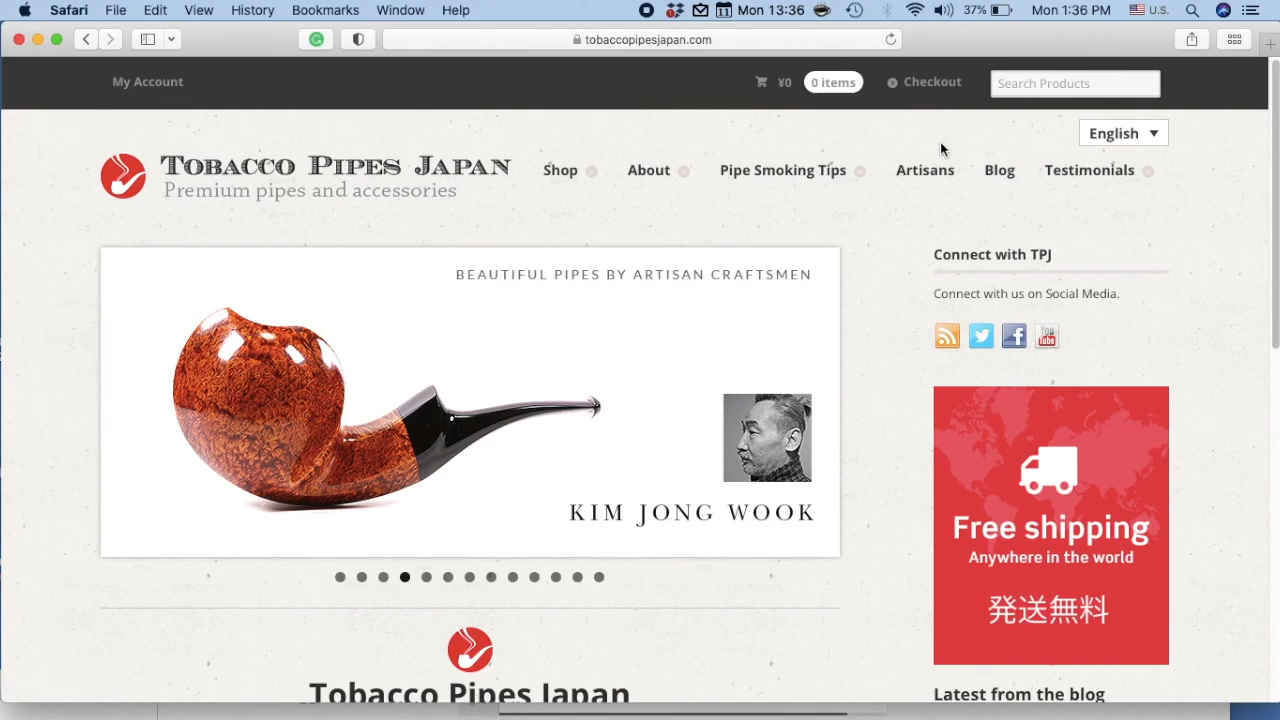 Safari File Edit View History Bookmarks Window Help Mon 13:36 37% Mon 1:36 PM U.S.
tobaccopipesjapan.com
My Account ¥0 0 items Checkout Search Products
English
TOBACCO PIPES JAPAN
Premium pipes and accessories
Shop About Pipe Smoking Tips Artisans Blog Testimonials
BEAUTIFUL PIPES BY ARTISAN CRAFTSMEN
KIM JONG WOOK
Connect with TPJ
Connect with us on Social Media.
You Tube
Free shipping
Anywhere in the world
発送無料
Tobacco Pipes Japan
Latest from the blog